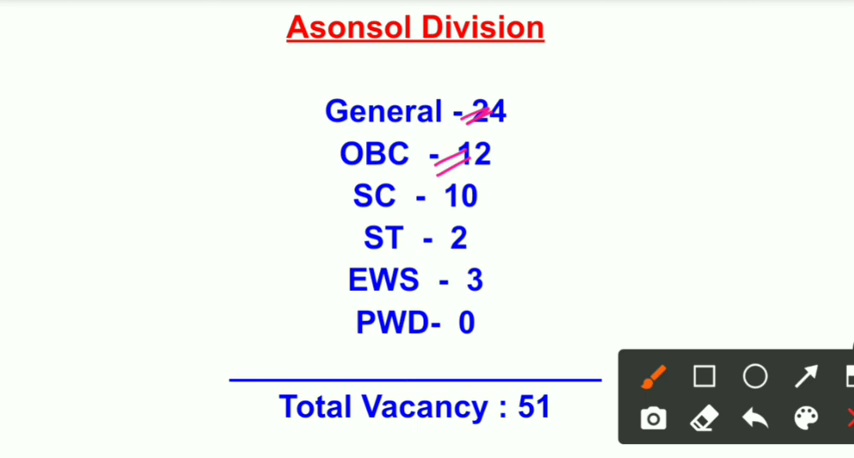 Asonsol Division
General - 24
OBC - 12
SC - 10
ST - 2
EWS - 3
PWD- 0
Total Vacancy : 51